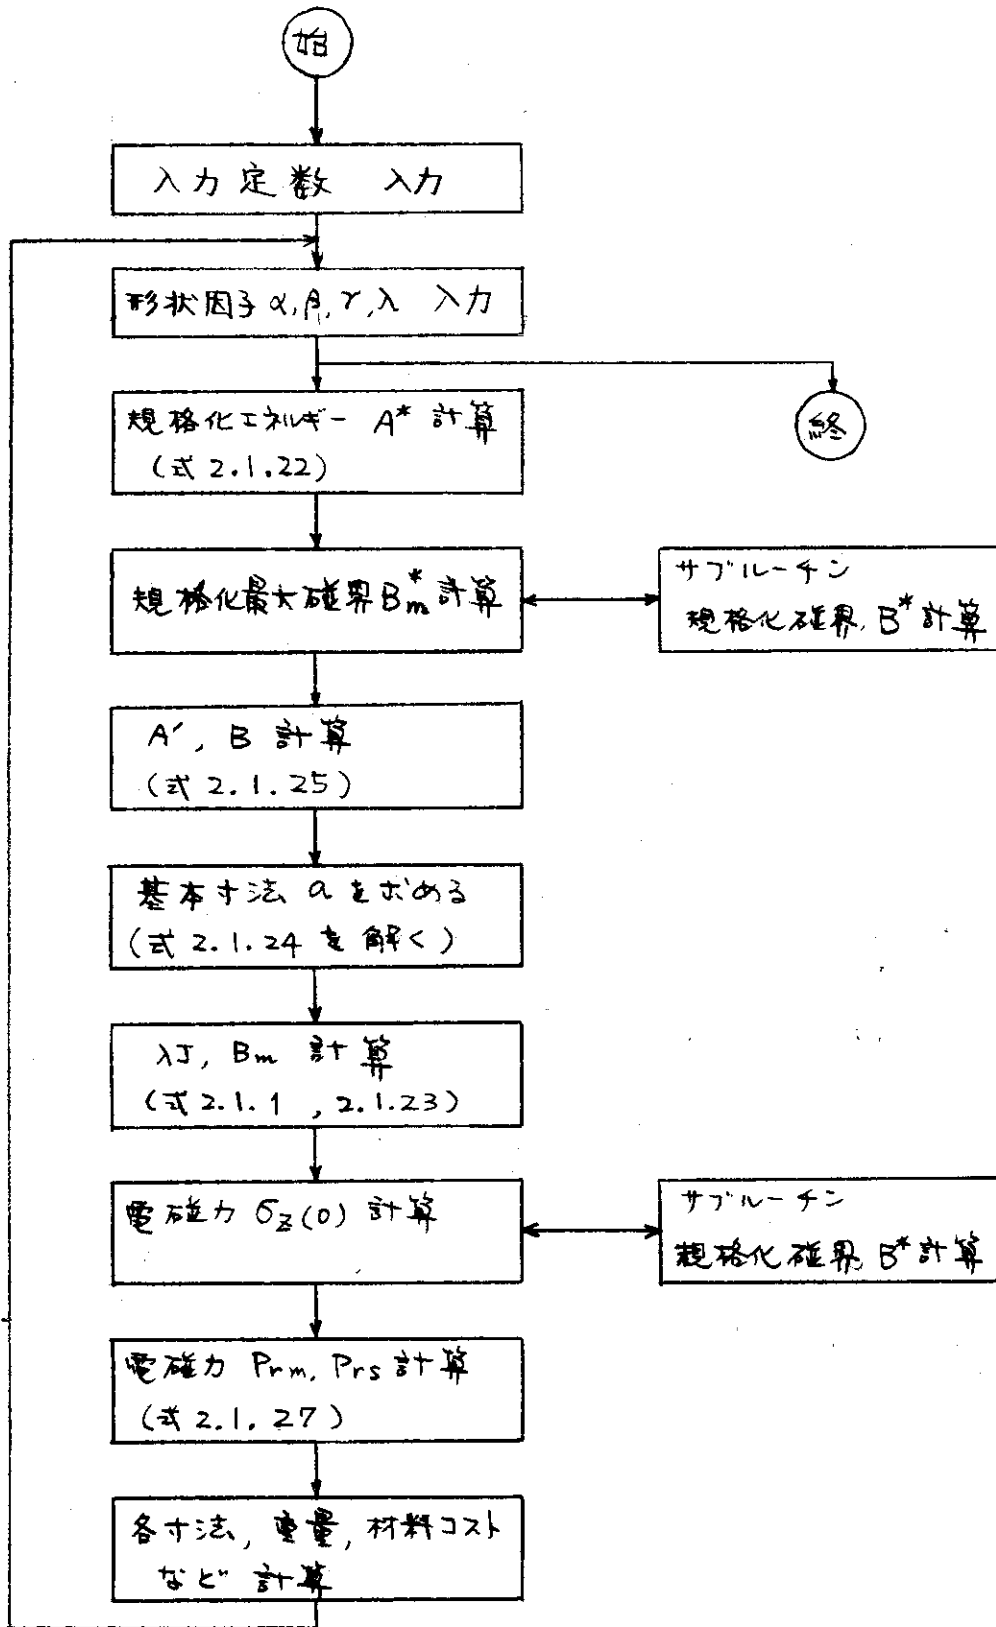 始
入力定数 入力
形状因子 α, β, γ, λ 入力
規格化エネルギー A* 計算
(式 2.1.22)
終
規格化最大磁界 Bm* 計算
サブルーチン
規格化磁界, B* 計算
A′, B 計算
(式 2.1.25)
基本寸法 a を求める
(式 2.1.24 を解く)
λJ, Bm 計算
(式 2.1.1 , 2.1.23)
電磁力 σz(0) 計算
サブルーチン
規格化磁界, B* 計算
電磁力 Prm, Prs 計算
(式 2.1.27)
各寸法, 重量, 材料コスト
など 計算